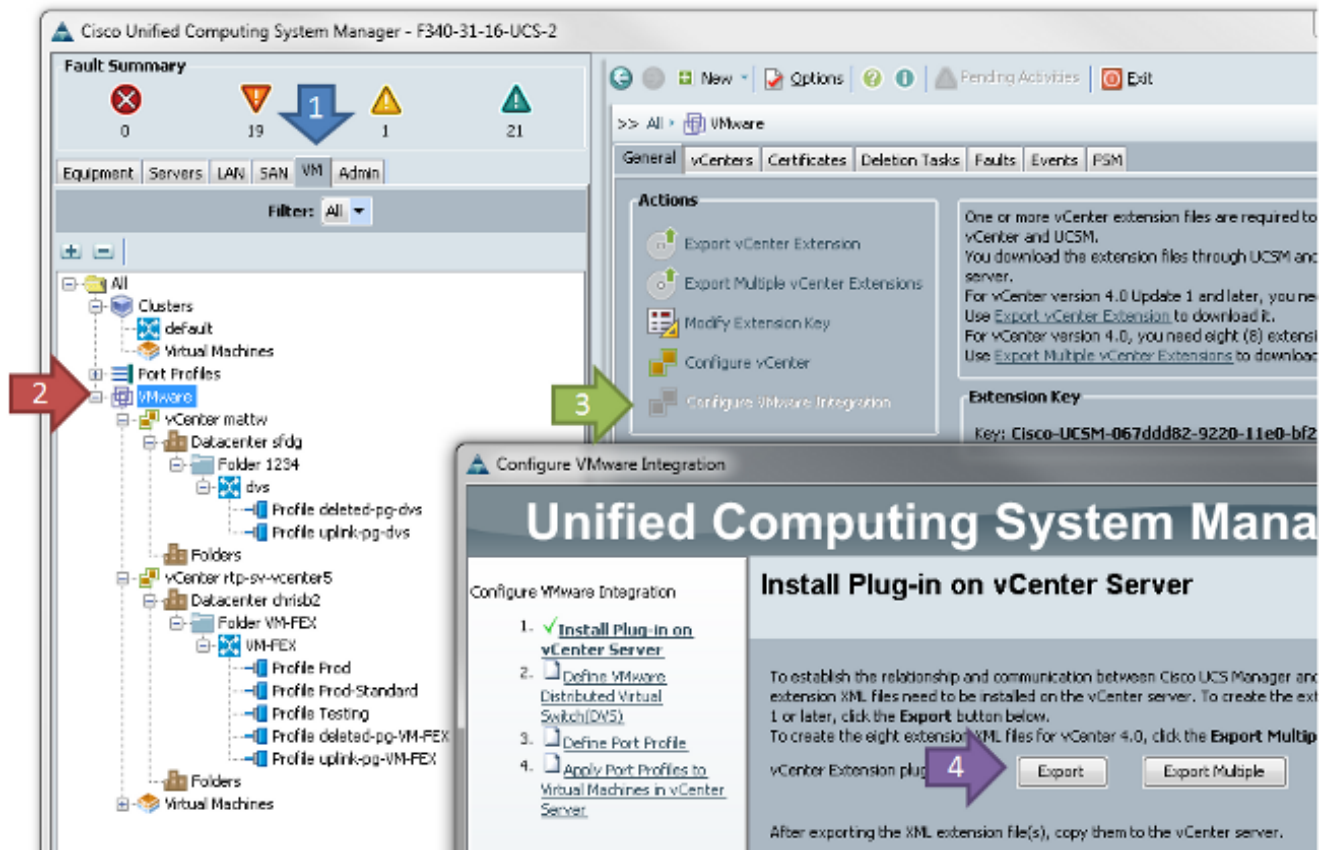 Cisco Unified Computing System Manager - F340-31-16-UCS-2
Fault Summary
0
19
1
21
1
Equipment
Servers
LAN
SAN
VM
Admin
Filter: All
All
Clusters
default
Virtual Machines
Port Profiles
2
VMware
vCenter mattw
Datacenter sfdg
Folder 1234
dvs
Profile deleted-pg-dvs
Profile uplink-pg-dvs
Folders
vCenter rtp-sv-vcenter5
Datacenter chrisb2
Folder VM-FEX
VM-FEX
Profile Prod
Profile Prod-Standard
Profile Testing
Profile deleted-pg-VM-FEX
Profile uplink-pg-VM-FEX
Folders
Virtual Machines
New
Options
Pending Activities
Exit
>> All VMware
General
vCenters
Certificates
Deletion Tasks
Faults
Events
PSM
Actions
Export vCenter Extension
Export Multiple vCenter Extensions
Modify Extension Key
Configure vCenter
3
Configure VMware Integration
One or more vCenter extension files are required to
vCenter and UCSM.
You download the extension files through UCSM and
server.
For vCenter version 4.0 Update 1 and later, you ne
Use Export vCenter Extension to download it.
For vCenter version 4.0, you need eight (8) extensi
Use Export Multiple vCenter Extensions to downloac
Extension Key
Key: Cisco-UCSM-067ddd82-9220-11e0-bf2
Configure VMware Integration
Unified Computing System Mana
Configure VMware Integration
1. Install Plug-in on
vCenter Server
2. Define VMware
Distributed Virtual
Switch(DVS)
3. Define Port Profile
4. Apply Port Profiles to
Virtual Machines in vCenter
Server
Install Plug-in on vCenter Server
To establish the relationship and communication between Cisco UCS Manager and
extension XML files need to be installed on the vCenter server. To create the ext
1 or later, click the Export button below.
To create the eight extension XML files for vCenter 4.0, click the Export Multip
vCenter Extension plug
4
Export
Export Multiple
After exporting the XML extension file(s), copy them to the vCenter server.